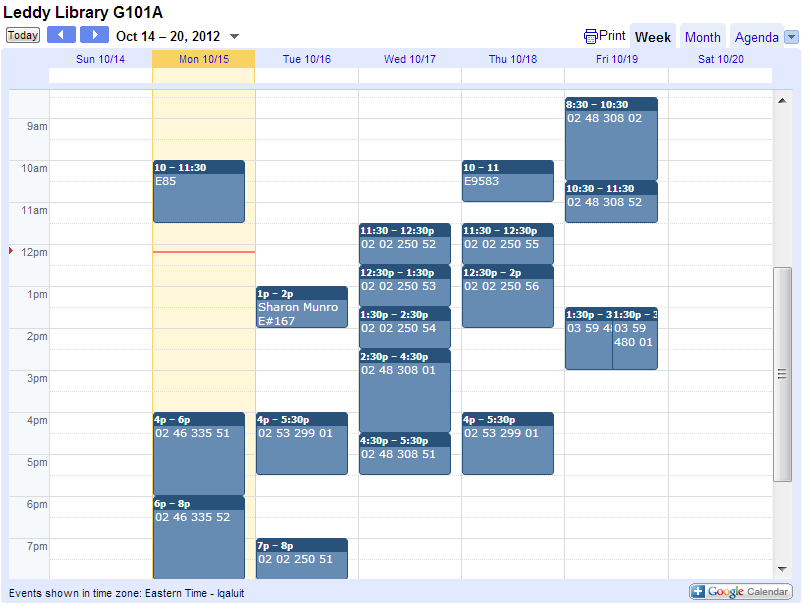 Leddy Library G101A
Today Oct 14 – 20, 2012 Print Week Month Agenda
Sun 10/14 Mon 10/15 Tue 10/16 Wed 10/17 Thu 10/18 Fri 10/19 Sat 10/20
9am
10am
11am
12pm
1pm
2pm
3pm
4pm
5pm
6pm
7pm
10 – 11:30
E85
4p – 6p
02 46 335 51
6p – 8p
02 46 335 52
1p – 2p
Sharon Munro
E#167
4p – 5:30p
02 53 299 01
7p – 8p
02 02 250 51
11:30 – 12:30p
02 02 250 52
12:30p – 1:30p
02 02 250 53
1:30p – 2:30p
02 02 250 54
2:30p – 4:30p
02 48 308 01
4:30p – 5:30p
02 48 308 51
10 – 11
E9583
11:30 – 12:30p
02 02 250 55
12:30p – 2p
02 02 250 56
4p – 5:30p
02 53 299 01
8:30 – 10:30
02 48 308 02
10:30 – 11:30
02 48 308 52
1:30p – 3
03 59 48
1:30p – 3
03 59
480 01
Events shown in time zone: Eastern Time - Iqaluit
Google Calendar